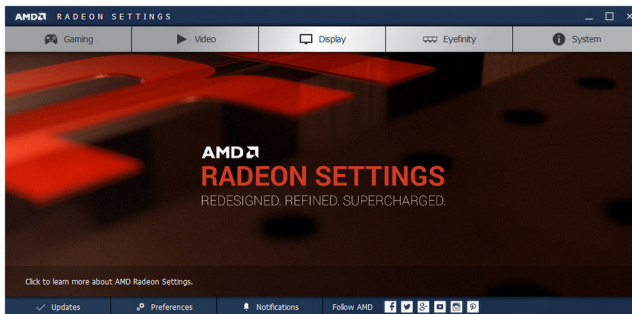 AMD RADEON SETTINGS
Gaming Video Display Eyefinity System
AMD
RADEON SETTINGS
REDESIGNED. REFINED. SUPERCHARGED.
Click to learn more about AMD Radeon Settings.
Updates Preferences Notifications Follow AMD